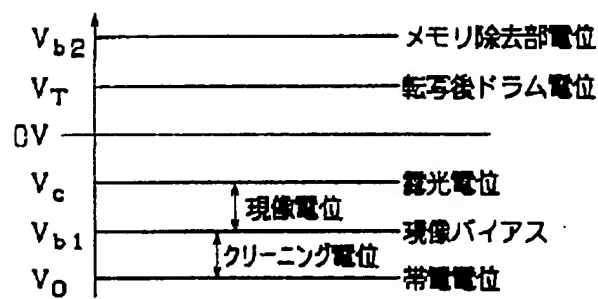 Vb2 メモリ除去部電位
VT 転写後ドラム電位
0V
Vc 露光電位
現像電位
Vb1 現像バイアス
クリーニング電位
V0 帯電電位